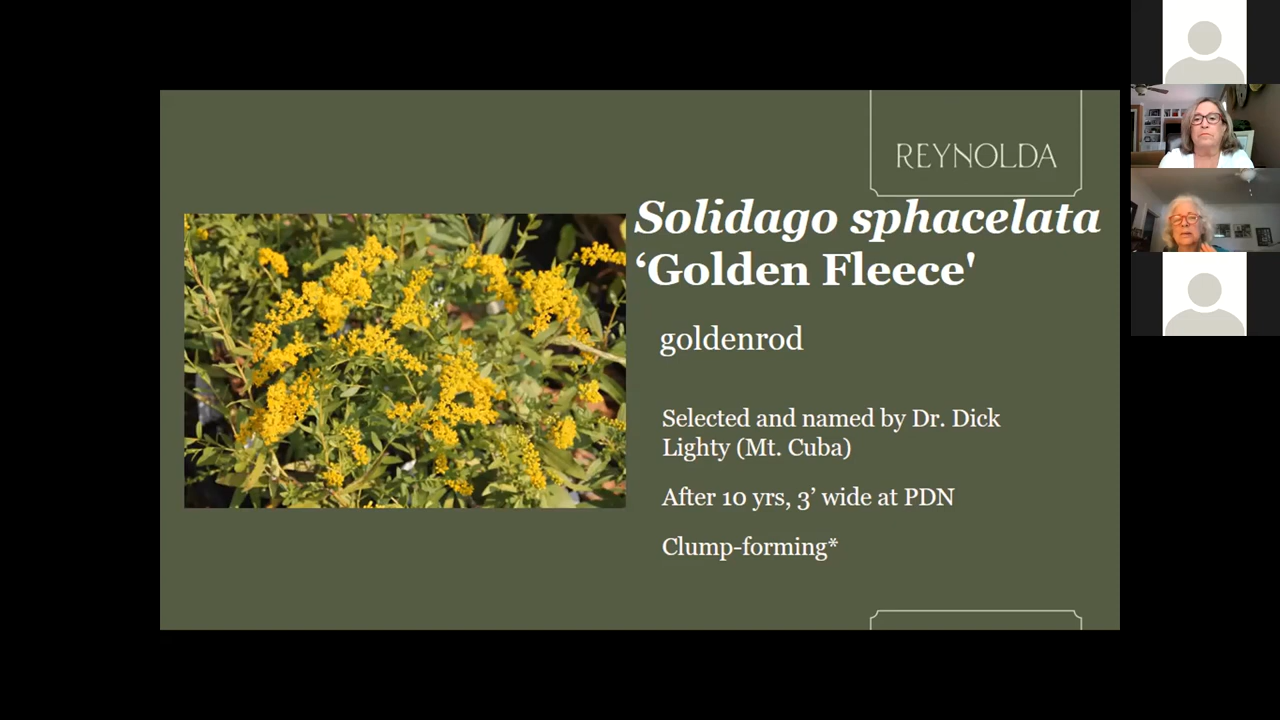 REYNOLDA
Solidago sphacelata
‘Golden Fleece'
goldenrod
Selected and named by Dr. Dick
Lighty (Mt. Cuba)
After 10 yrs, 3’ wide at PDN
Clump-forming*